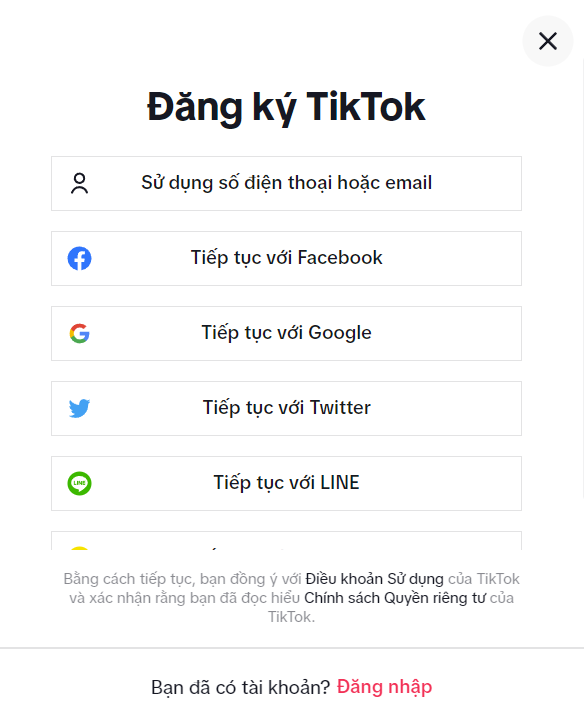 Đăng ký TikTok
Sử dụng số điện thoại hoặc email
Tiếp tục với Facebook
Tiếp tục với Google
Tiếp tục với Twitter
LINE
Tiếp tục với LINE
Bằng cách tiếp tục, bạn đồng ý với Điều khoản Sử dụng của TikTok
và xác nhận rằng bạn đã đọc hiểu Chính sách Quyền riêng tư của
TikTok.
Bạn đã có tài khoản? Đăng nhập